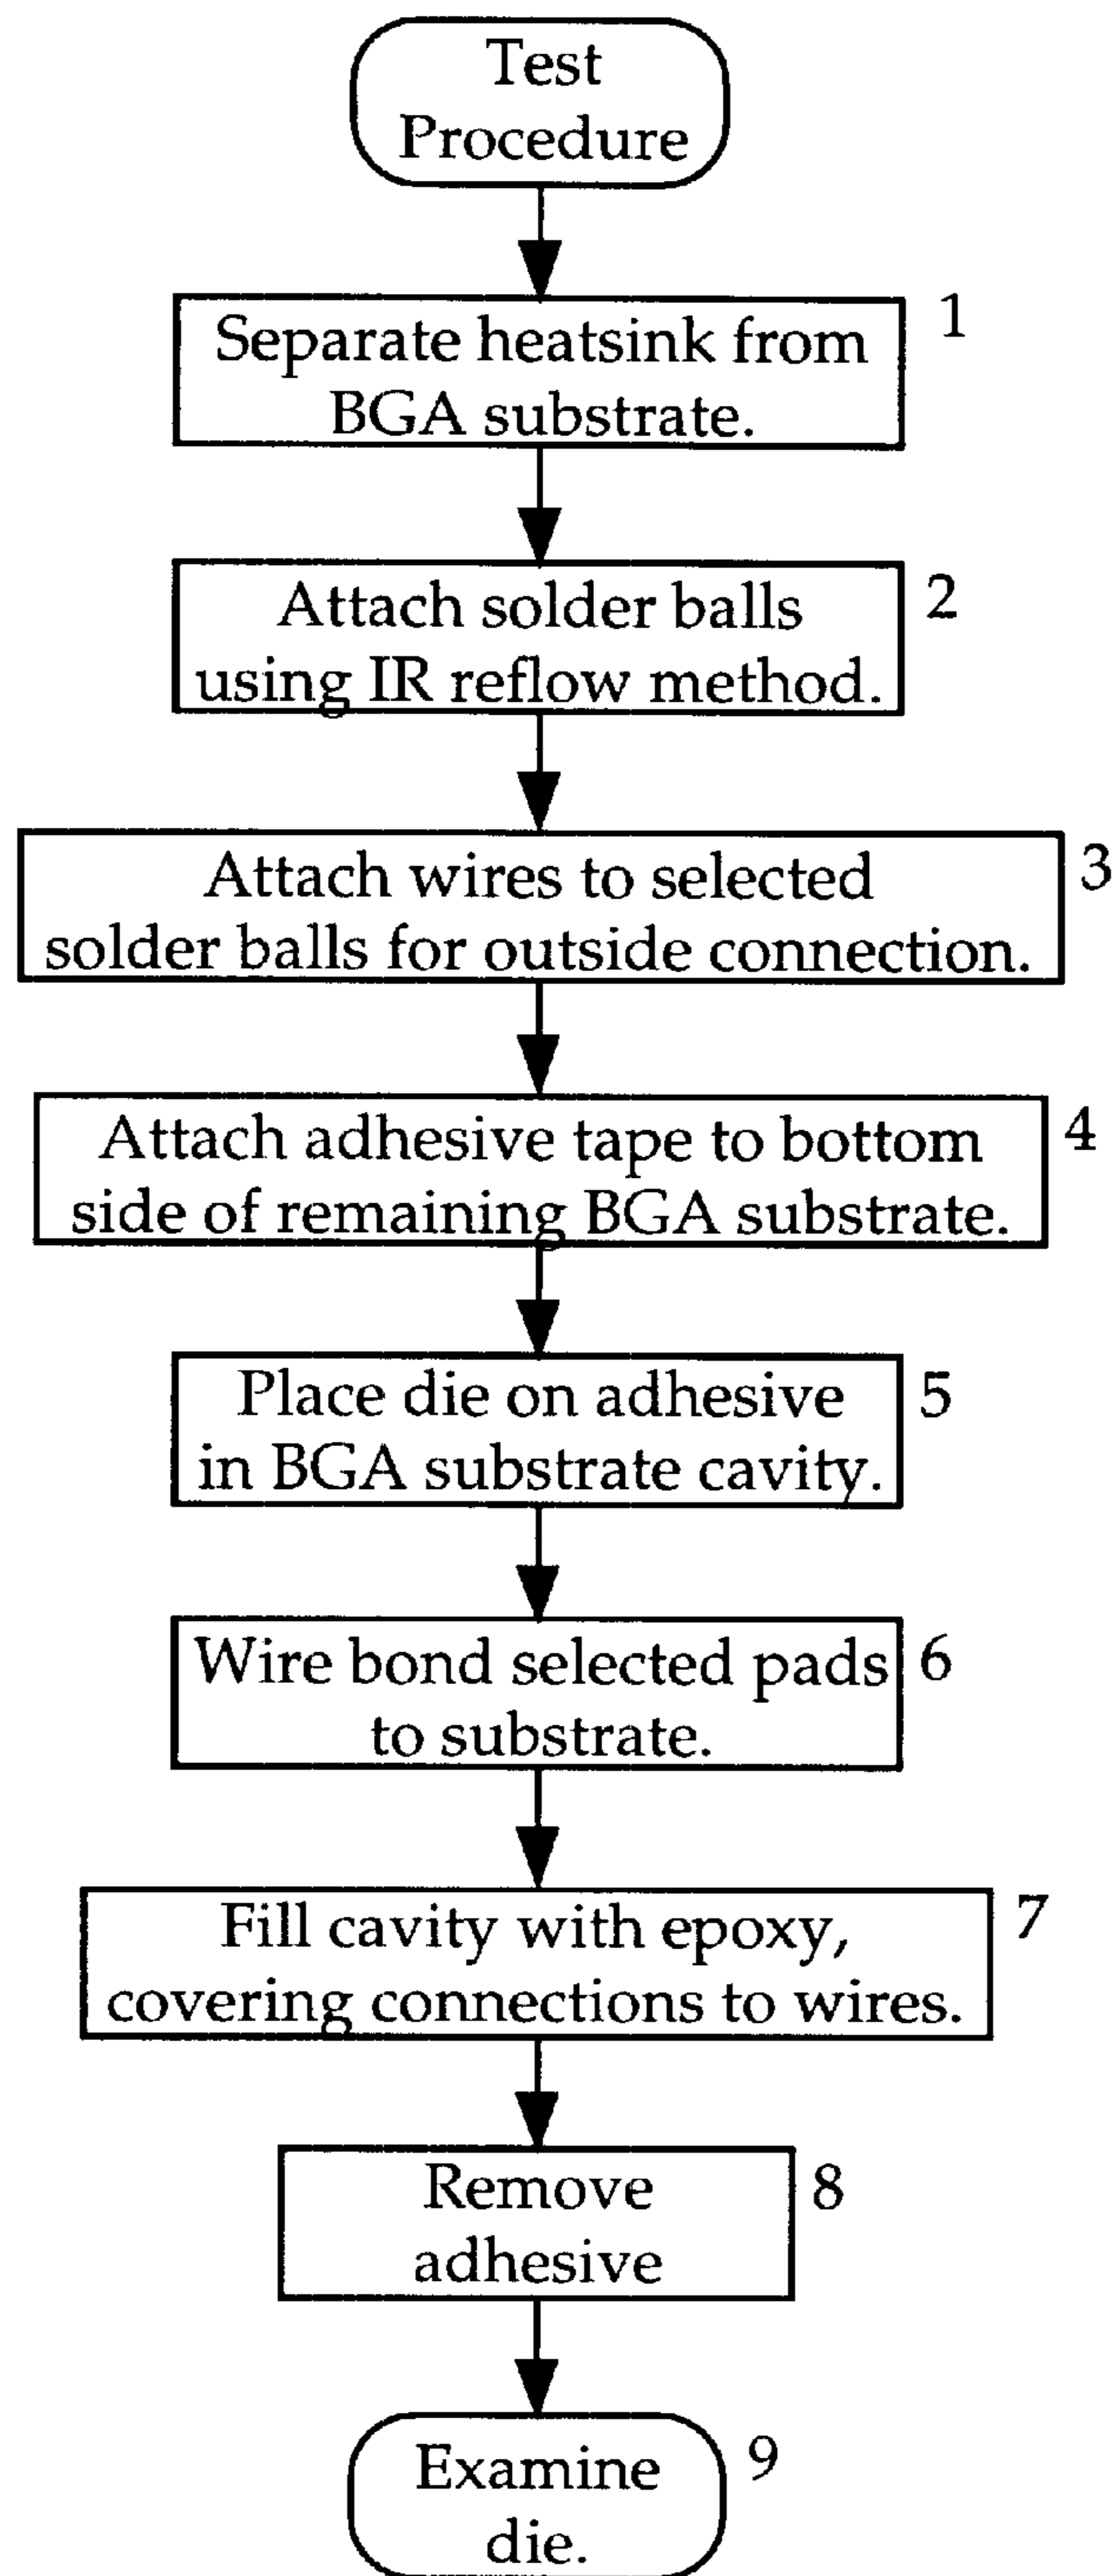 Test
Procedure
1
Separate heatsink from
BGA substrate.
2
Attach solder balls
using IR reflow method.
3
Attach wires to selected
solder balls for outside connection.
4
Attach adhesive tape to bottom
side of remaining BGA substrate.
5
Place die on adhesive
in BGA substrate cavity.
6
Wire bond selected pads
to substrate.
7
Fill cavity with epoxy,
covering connections to wires.
8
Remove
adhesive
9
Examine
die.